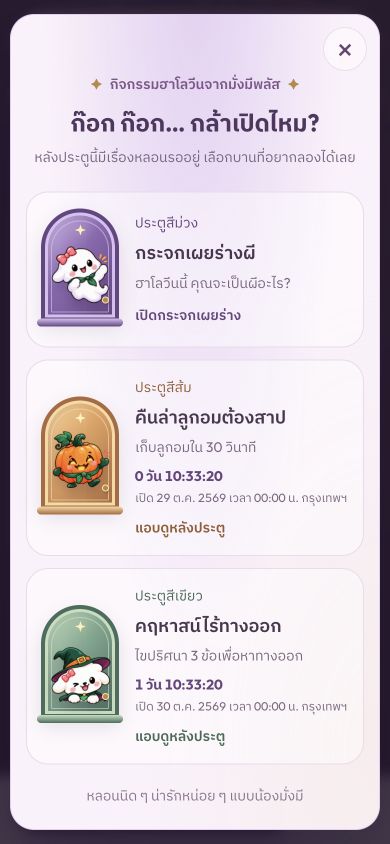 ✦ กิจกรรมฮาโลวีนจากมั่งมีพลัส ✦
ก๊อก ก๊อก... กล้าเปิดไหม?
หลังประตูนี้มีเรื่องหลอนรออยู่ เลือกบานที่อยากลองได้เลย
ประตูสีม่วง
กระจกเผยร่างผี
ฮาโลวีนนี้ คุณจะเป็นผีอะไร?
เปิดกระจกเผยร่าง
ประตูสีส้ม
คืนล่าลูกอมต้องสาป
เก็บลูกอมใน 30 วินาที
0 วัน 10:33:20
เปิด 29 ต.ค. 2569 เวลา 00:00 น. กรุงเทพฯ
แอบดูหลังประตู
ประตูสีเขียว
คฤหาสน์ไร้ทางออก
ไขปริศนา 3 ข้อเพื่อหาทางออก
1 วัน 10:33:20
เปิด 30 ต.ค. 2569 เวลา 00:00 น. กรุงเทพฯ
แอบดูหลังประตู
หลอนนิด ๆ น่ารักหน่อย ๆ แบบน้องมั่งมี